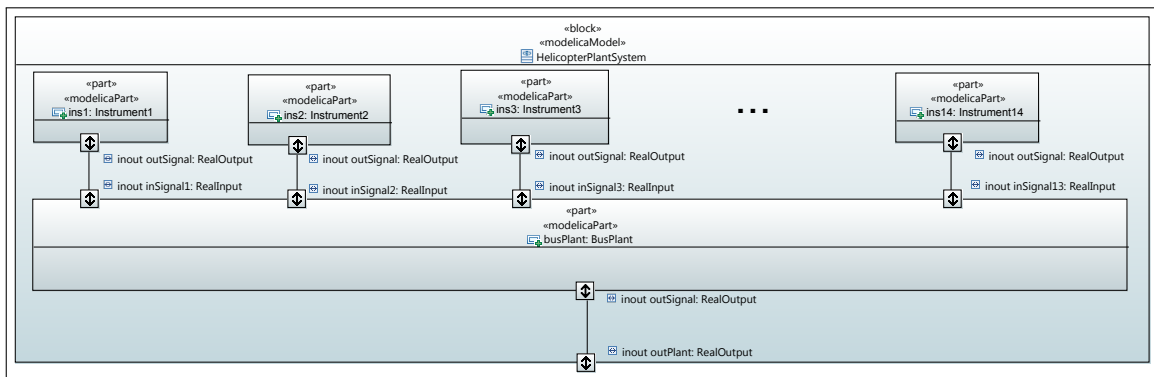 «block»
«modelicaModel»
HelicopterPlantSystem
«part»
«modelicaPart»
ins1: Instrument1
«part»
«modelicaPart»
ins2: Instrument2
«part»
«modelicaPart»
ins3: Instrument3
...
«part»
«modelicaPart»
ins14: Instrument14
inout outSignal: RealOutput
inout outSignal: RealOutput
inout outSignal: RealOutput
inout outSignal: RealOutput
inout inSignal1: RealInput
inout inSignal2: RealInput
inout inSignal3: RealInput
inout inSignal13: RealInput
«part»
«modelicaPart»
busPlant: BusPlant
inout outSignal: RealOutput
inout outPlant: RealOutput